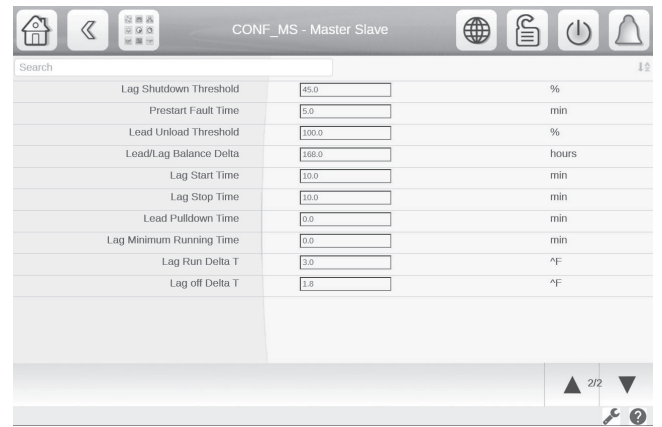 CONF_MS - Master Slave
Search
Lag Shutdown Threshold 45.0 %
Prestart Fault Time 5.0 min
Lead Unload Threshold 100.0 %
Lead/Lag Balance Delta 168.0 hours
Lag Start Time 10.0 min
Lag Stop Time 10.0 min
Lead Pulldown Time 0.0 min
Lag Minimum Running Time 0.0 min
Lag Run Delta T 3.0 ^F
Lag off Delta T 1.8 ^F
2/2